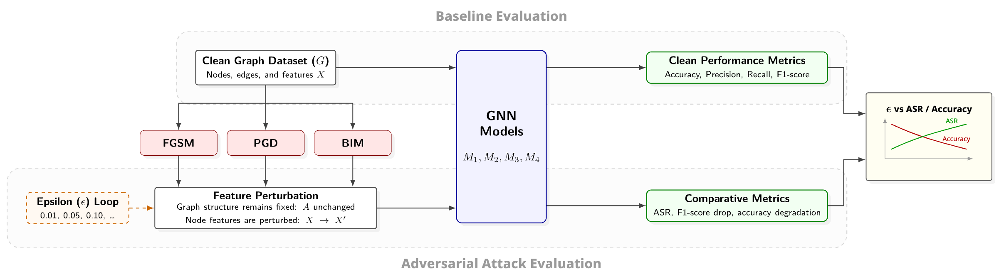 Baseline Evaluation
Clean Graph Dataset (G)
Nodes, edges, and features X
Clean Performance Metrics
Accuracy, Precision, Recall, F1-score
FGSM
PGD
BIM
GNN
Models
M₁, M₂, M₃, M₄
ϵ vs ASR / Accuracy
ASR
Accuracy
Epsilon (ϵ) Loop
0.01, 0.05, 0.10, ...
Feature Perturbation
Graph structure remains fixed: A unchanged
Node features are perturbed: X → X′
Comparative Metrics
ASR, F1-score drop, accuracy degradation
Adversarial Attack Evaluation